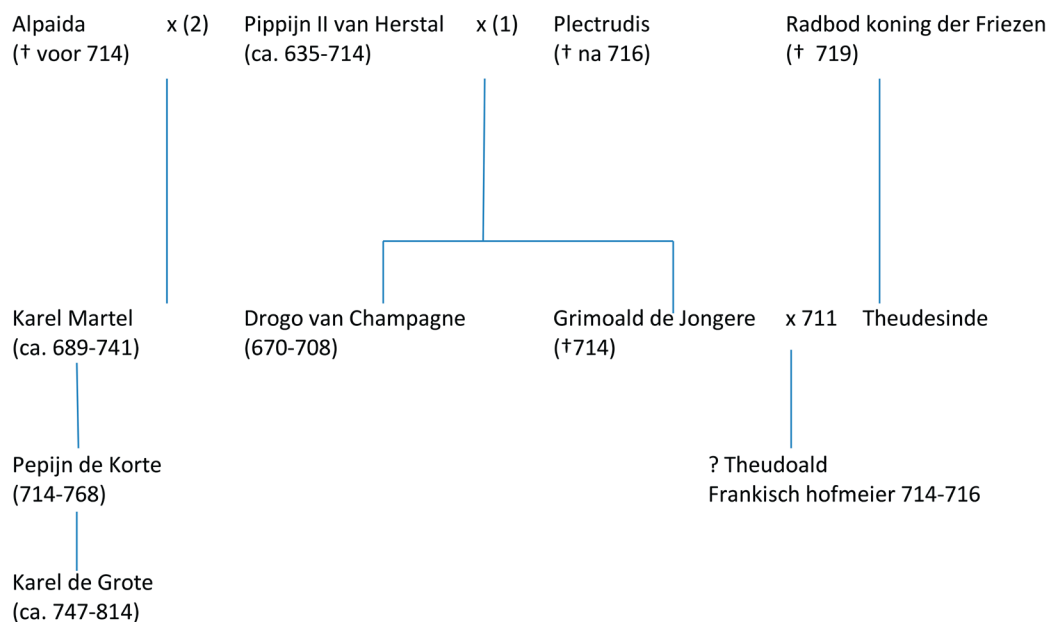 Alpaida x (2) Pippijn II van Herstal x (1) Plectrudis Radbod koning der Friezen
(† voor 714) (ca. 635-714) († na 716) († 719)
Karel Martel Drogo van Champagne Grimoald de Jongere x 711 Theudesinde
(ca. 689-741) (670-708) (†714)
Pepijn de Korte ? Theudoald
(714-768) Frankisch hofmeier 714-716
Karel de Grote
(ca. 747-814)